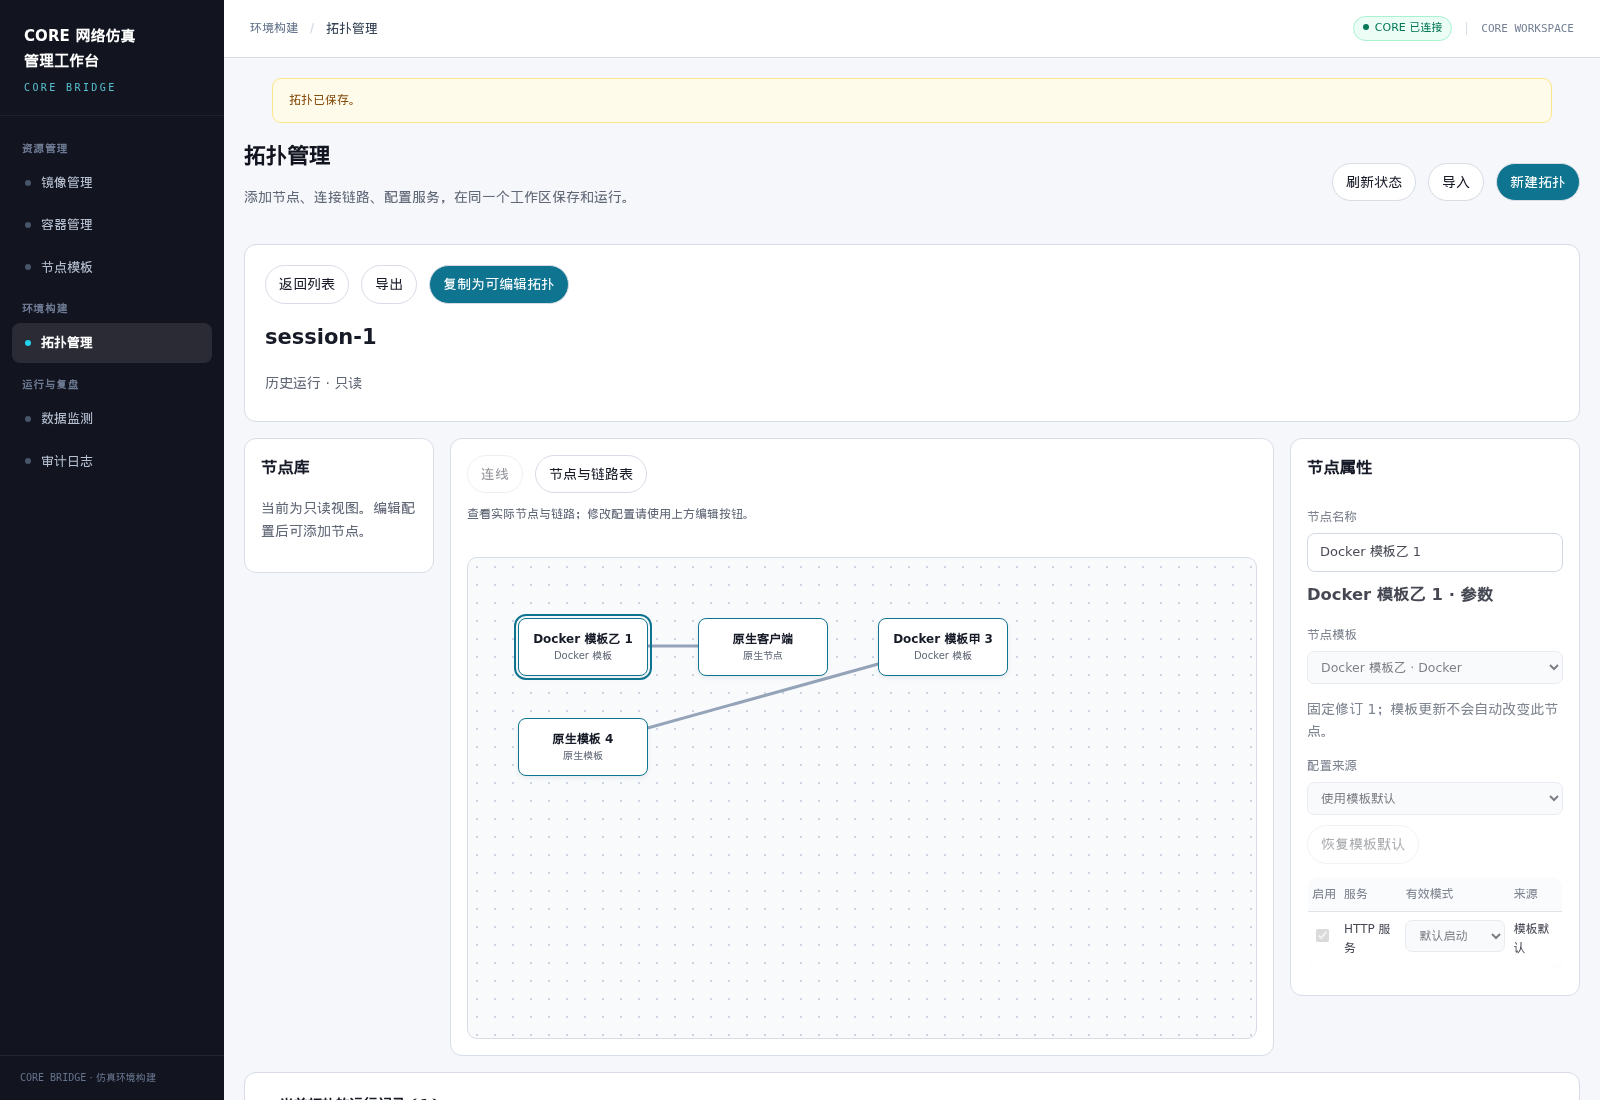 CORE 网络仿真
管理工作台
CORE BRIDGE
资源管理
镜像管理
容器管理
节点模板
环境构建
拓扑管理
运行与复盘
数据监测
审计日志
CORE BRIDGE · 仿真环境构建
环境构建 / 拓扑管理
CORE 已连接
CORE WORKSPACE
拓扑已保存。
拓扑管理
添加节点、连接链路、配置服务，在同一个工作区保存和运行。
刷新状态
导入
新建拓扑
返回列表
导出
复制为可编辑拓扑
session-1
历史运行 · 只读
节点库
当前为只读视图。编辑配
置后可添加节点。
连线
节点与链路表
查看实际节点与链路；修改配置请使用上方编辑按钮。
Docker 模板乙 1
Docker 模板
原生客户端
原生节点
Docker 模板甲 3
Docker 模板
原生模板 4
原生模板
节点属性
节点名称
Docker 模板乙 1
Docker 模板乙 1 · 参数
节点模板
Docker 模板乙 · Docker
固定修订 1；模板更新不会自动改变此节
点。
配置来源
使用模板默认
恢复模板默认
启用 服务 有效模式 来源
HTTP 服
务
默认启动
模板默
认
当前拓扑的运行记录 (1)